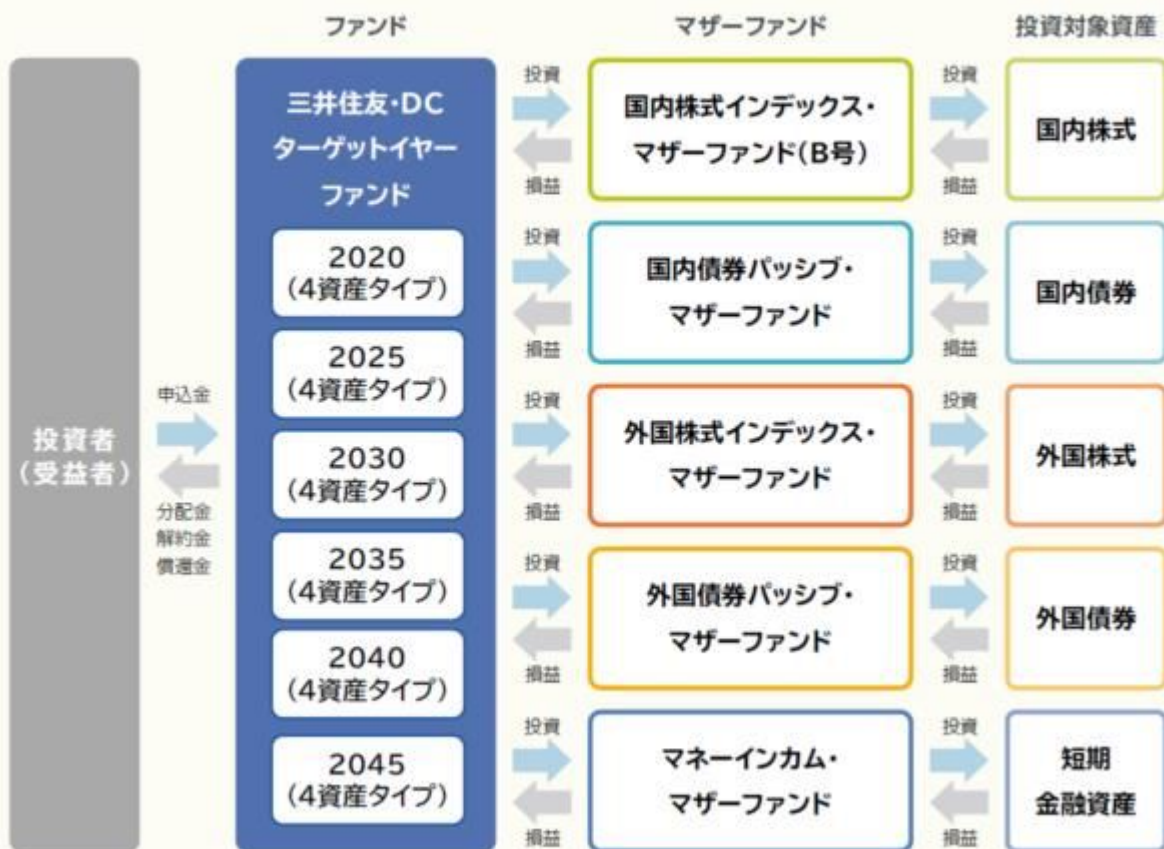 ファンド
マザーファンド
投資対象資産
投資者
(受益者)
申込金
分配金
解約金
償還金
三井住友・DC
ターゲットイヤー
ファンド
2020
(4資産タイプ)
2025
(4資産タイプ)
2030
(4資産タイプ)
2035
(4資産タイプ)
2040
(4資産タイプ)
2045
(4資産タイプ)
投資
損益
国内株式インデックス・
マザーファンド(B号)
投資
損益
国内株式
投資
損益
国内債券パッシブ・
マザーファンド
投資
損益
国内債券
投資
損益
外国株式インデックス・
マザーファンド
投資
損益
外国株式
投資
損益
外国債券パッシブ・
マザーファンド
投資
損益
外国債券
投資
損益
マネーインカム・
マザーファンド
投資
損益
短期
金融資産